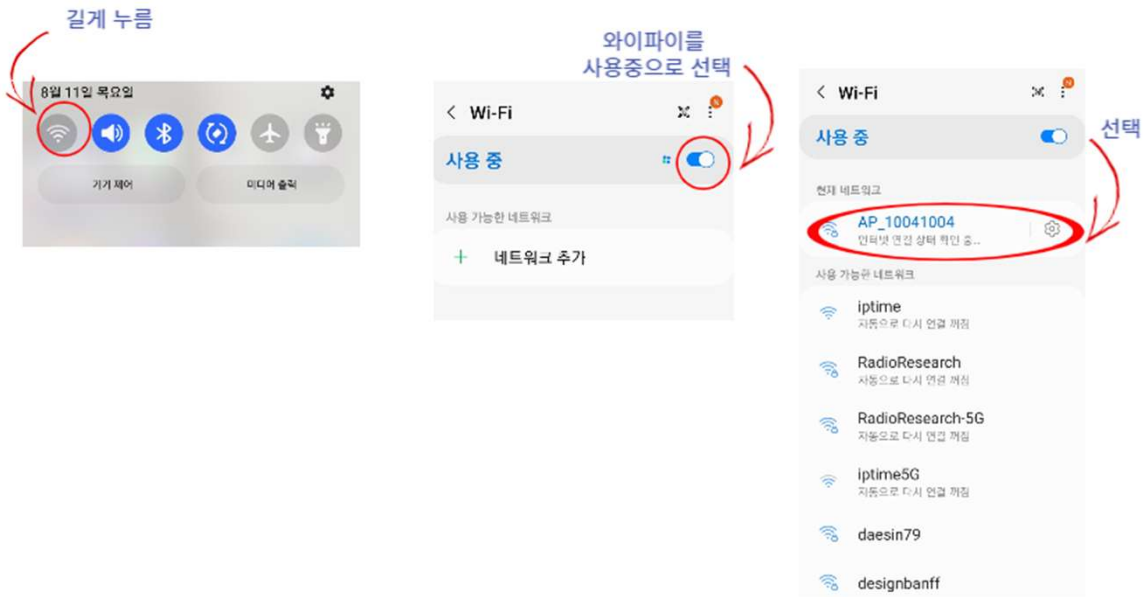 길게 누름
8월 11일 목요일
기기 제어
미디어 출력
와이파이를
사용중으로 선택
Wi-Fi
N
사용 중
사용 가능한 네트워크
네트워크 추가
Wi-Fi
N
사용 중
선택
현재 네트워크
AP_10041004
인터넷 연결 상태 확인 중...
사용 가능한 네트워크
iptime
자동으로 다시 연결 꺼짐
RadioResearch
자동으로 다시 연결 꺼짐
RadioResearch-5G
자동으로 다시 연결 꺼짐
iptime5G
자동으로 다시 연결 꺼짐
daesin79
designbanff